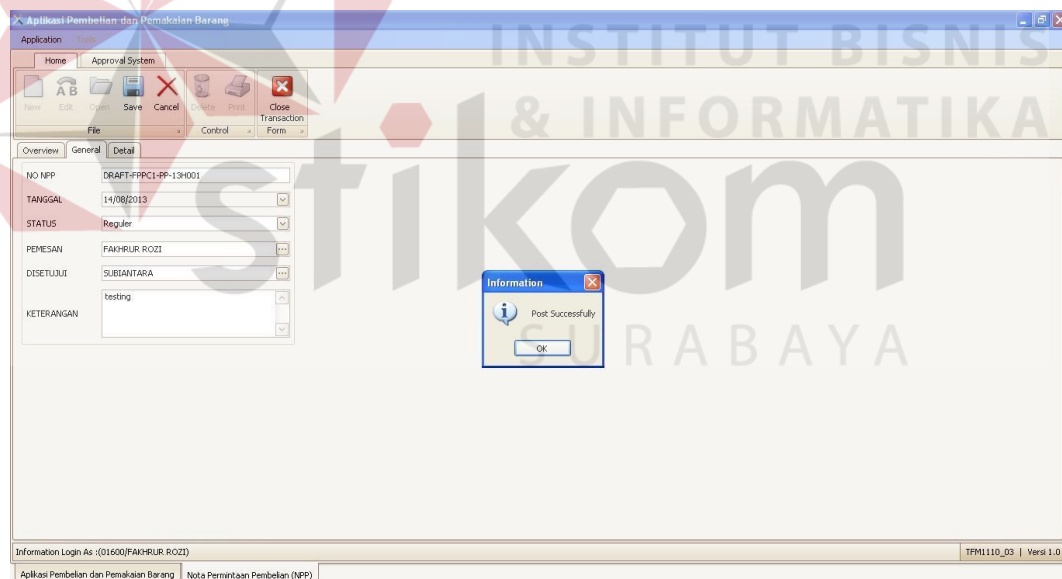 Aplikasi Pembelian dan Pemakaian Barang
Application Tools
Home Approval System
New Edit Open Save Cancel Delete Print Close Transaction
File Control Form
Overview General Detail
NO NPP DRAFT-FPPC1-PP-13H001
TANGGAL 14/08/2013
STATUS Reguler
PEMESAN FAKHRUR ROZI
DISETUJUI SUBIANTARA
KETERANGAN testing
Information
Post Successfully
OK
INSTITUT BISNIS
& INFORMATIKA
stikom
SURABAYA
Information Login As :(01600/FAKHRUR ROZI) TFM1110_03 | Versi 1.0
Aplikasi Pembelian dan Pemakaian Barang Nota Permintaan Pembelian (NPP)